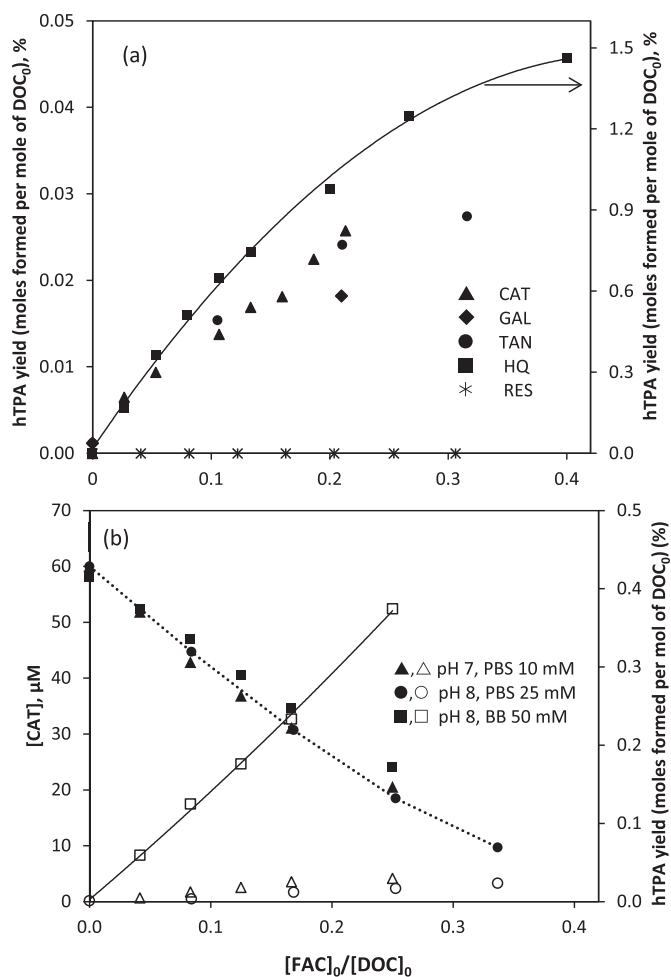 (a)
hTPA yield (moles formed per mole of DOC₀), %
0.05
0.04
0.03
0.02
0.01
0.00
1.5
1.2
0.9
0.6
0.3
0.0
hTPA yield (moles formed per mole of DOC₀), %
CAT
GAL
TAN
HQ
RES
0
0.1
0.2
0.3
0.4
(b)
[CAT], µM
70
60
50
40
30
20
10
0
0.5
0.4
0.3
0.2
0.1
0.0
hTPA yield (moles formed per mol of DOC₀) (%)
, pH 7, PBS 10 mM
, pH 8, PBS 25 mM
, pH 8, BB 50 mM
0.0
0.1
0.2
0.3
0.4
[FAC]₀/[DOC]₀